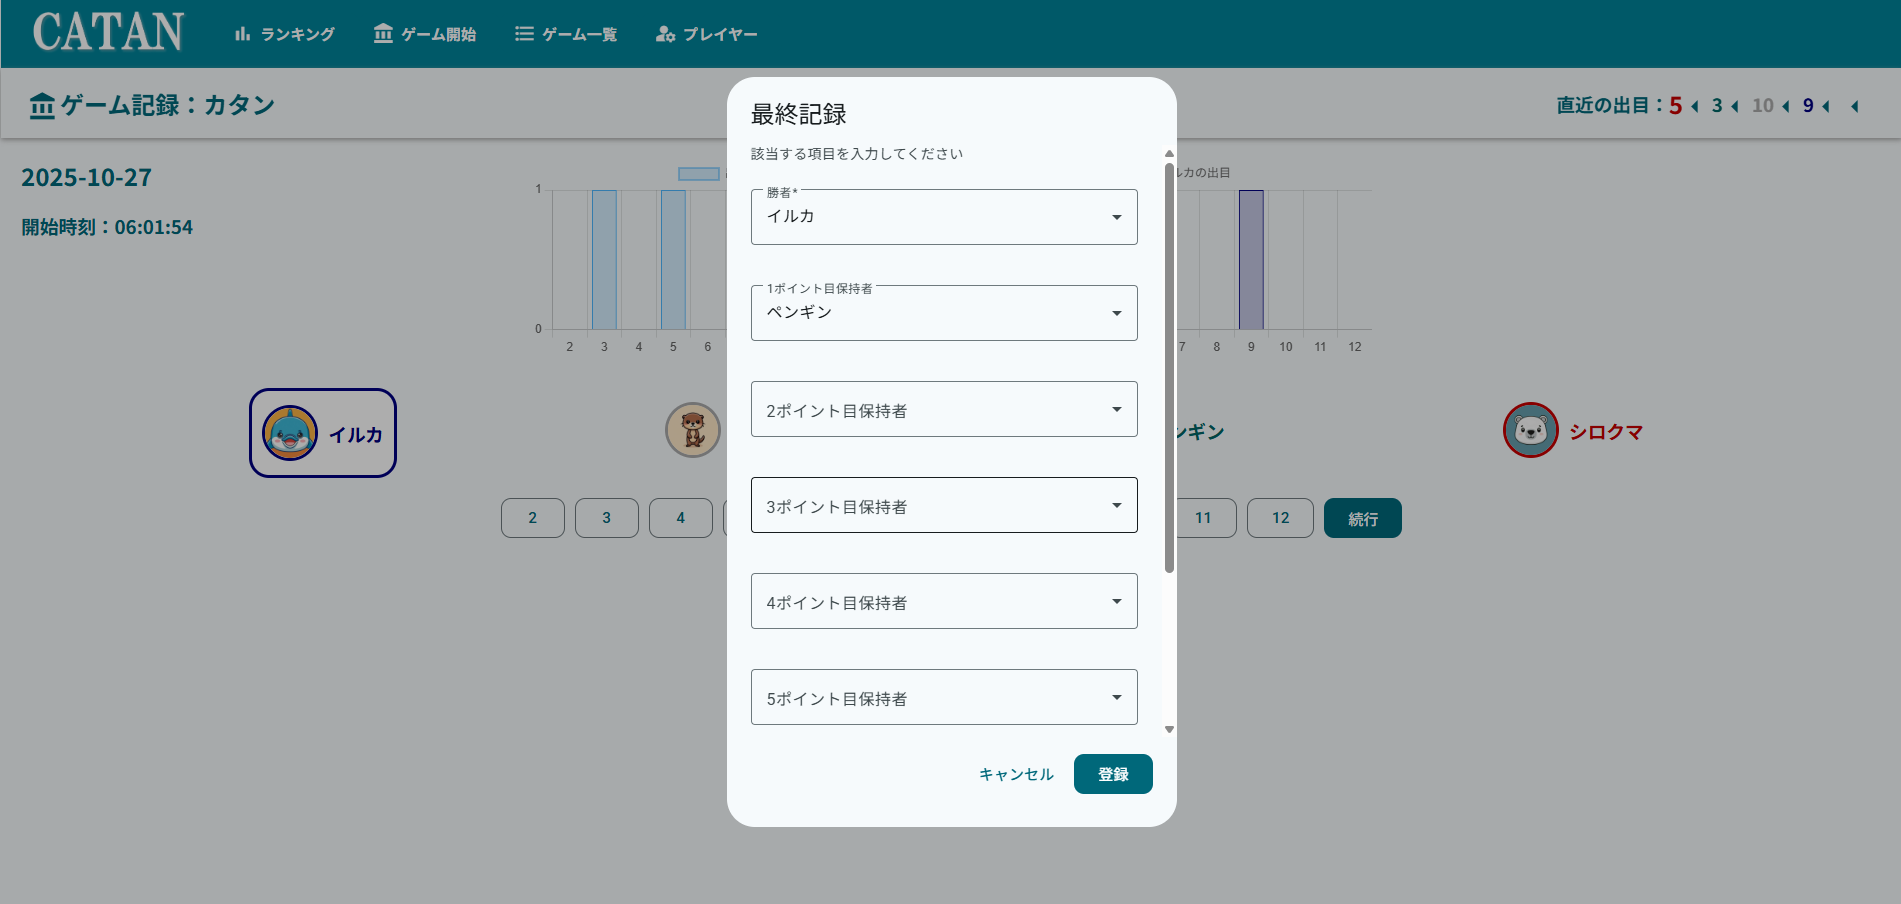 CATAN
ランキング
ゲーム開始
ゲーム一覧
プレイヤー
ゲーム記録：カタン
直近の出目：5 3 10 9
2025-10-27
開始時刻：06:01:54
1
0
2 3 4 5 6
ルカの出目
7 8 9 10 11 12
イルカ
ンギン
シロクマ
2
3
4
11
12
続行
最終記録
該当する項目を入力してください
勝者*
イルカ
1ポイント目保持者
ペンギン
2ポイント目保持者
3ポイント目保持者
4ポイント目保持者
5ポイント目保持者
キャンセル
登録